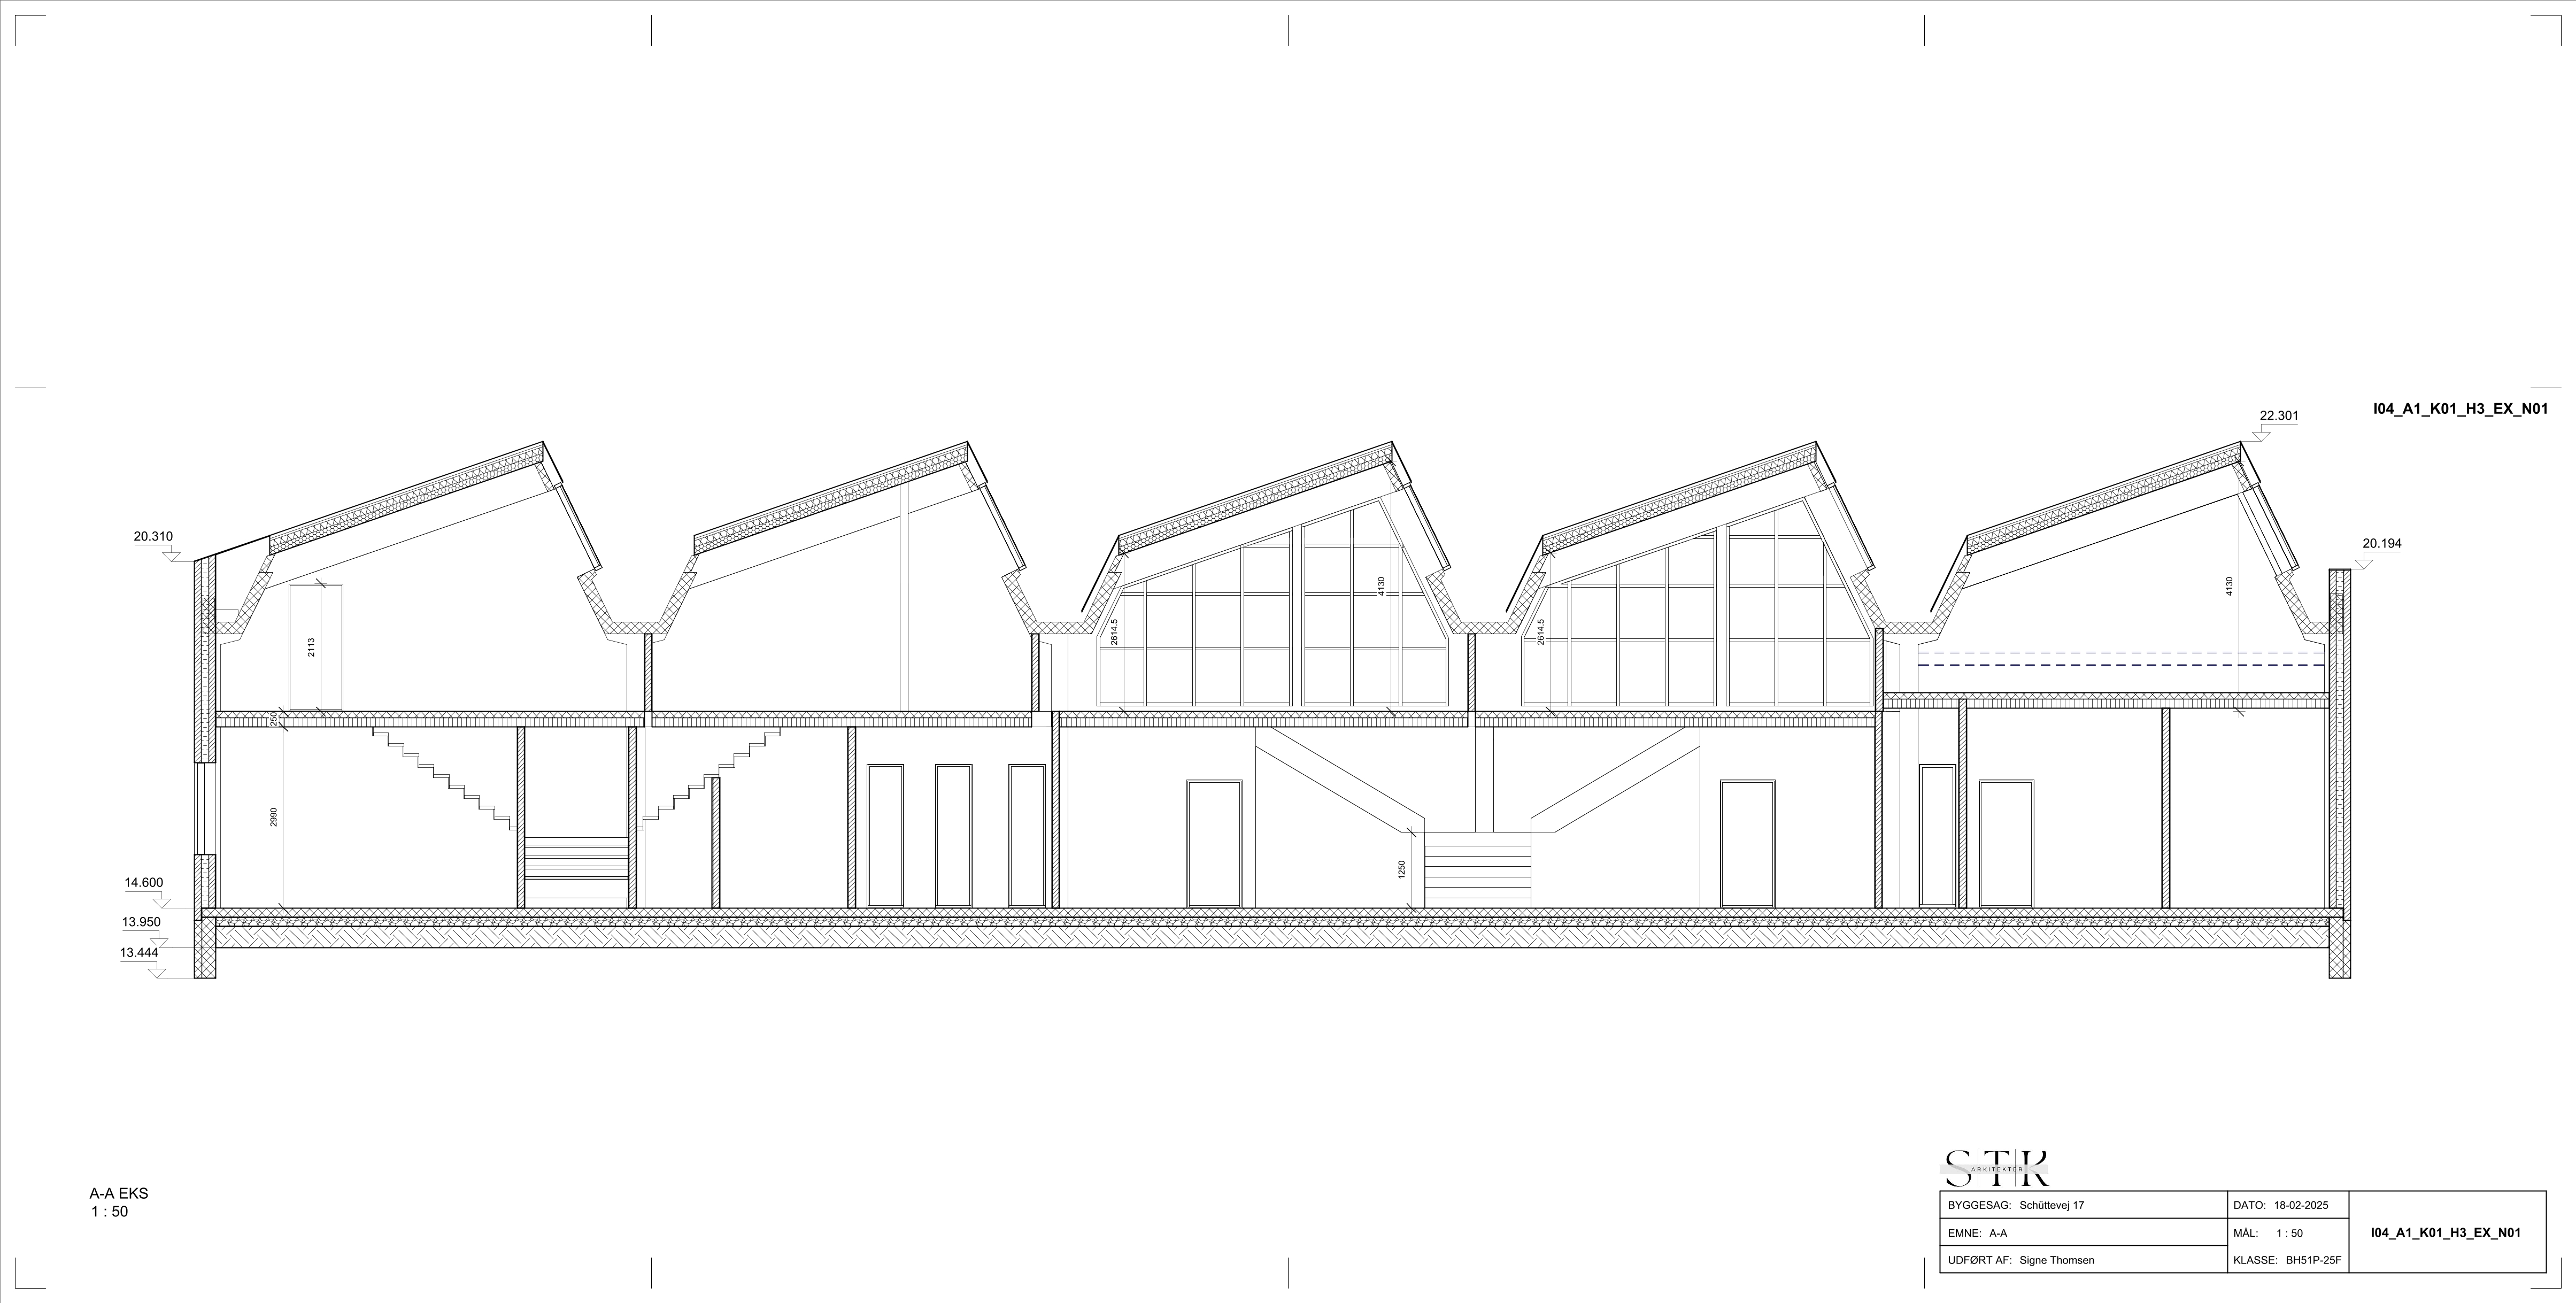 I04_A1_K01_H3_EX_N01
22.301
20.310
20.194
4130
4130
2113
2614.5
2614.5
250
2990
1250
14.600
13.950
13.444
A-A EKS
1 : 50
STK
ARKITEKTER
BYGGESAG: Schüttevej 17
DATO: 18-02-2025
EMNE: A-A
MÅL: 1 : 50
I04_A1_K01_H3_EX_N01
UDFØRT AF: Signe Thomsen
KLASSE: BH51P-25F